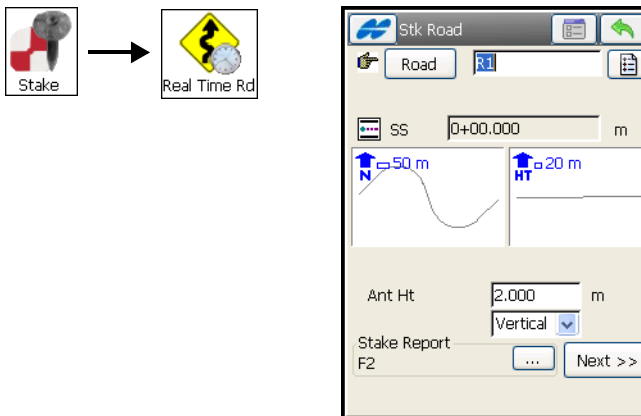 Stake
Real Time Rd
Stk Road
Road R1
SS 0+00.000 m
N 50 m
HT 20 m
Ant Ht 2.000 m
Vertical
Stake Report
F2 ... Next >>